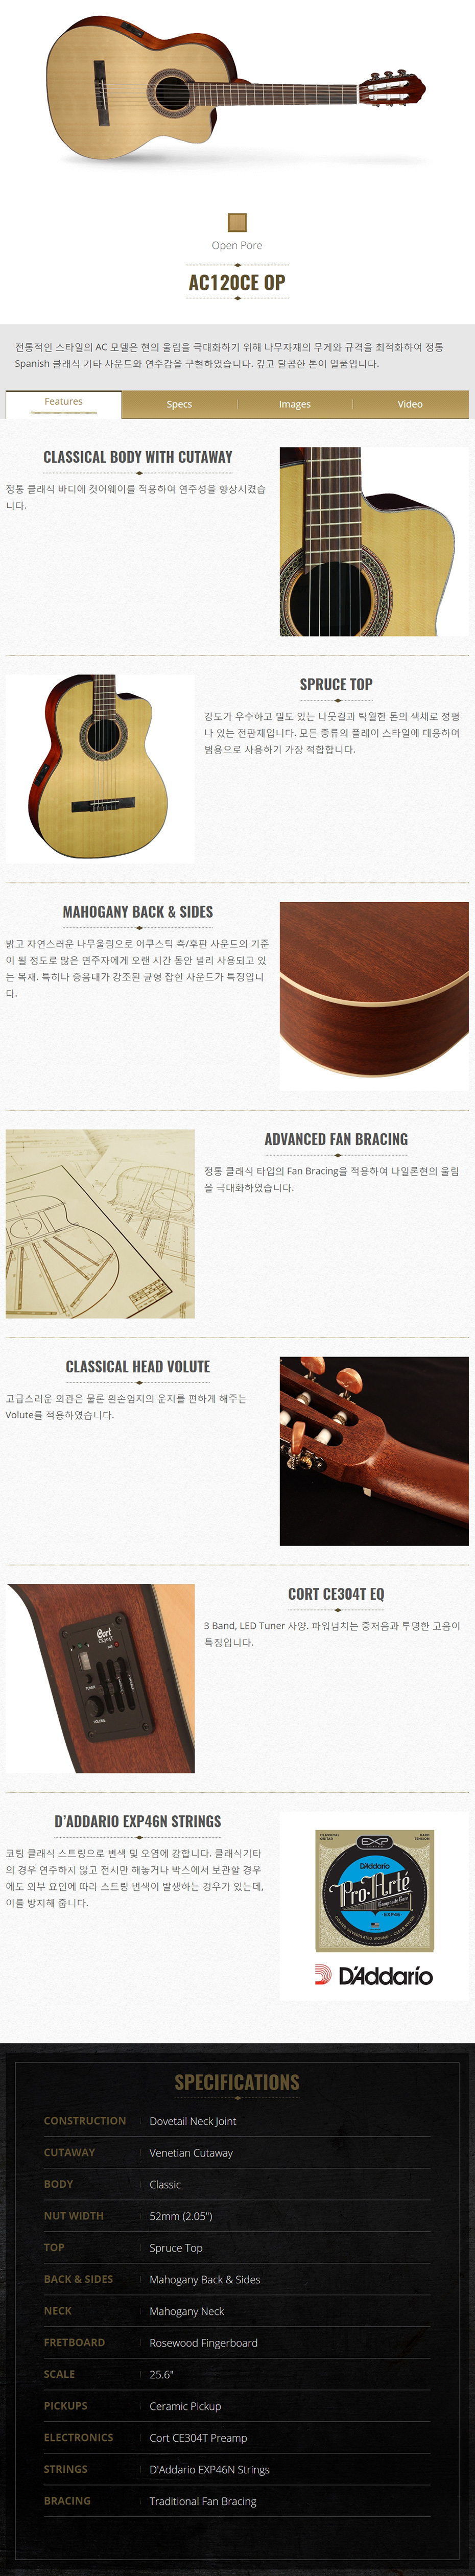 Open Pore
AC120CE OP
전통적인 스타일의 AC 모델은 현의 울림을 극대화하기 위해 나무자재의 무게와 규격을 최적화하여 정통
Spanish 클래식 기타 사운드와 연주감을 구현하였습니다. 깊고 달콤한 톤이 일품입니다.
Features
Specs
Images
Video
CLASSICAL BODY WITH CUTAWAY
정통 클래식 바디에 컷어웨이를 적용하여 연주성을 향상시켰습
니다.
SPRUCE TOP
강도가 우수하고 밀도 있는 나뭇결과 탁월한 톤의 색채로 정평
나 있는 전판재입니다. 모든 종류의 플레이 스타일에 대응하여
범용으로 사용하기 가장 적합합니다.
MAHOGANY BACK & SIDES
밝고 자연스러운 나무울림으로 어쿠스틱 측/후판 사운드의 기준
이 될 정도로 많은 연주자에게 오랜 시간 동안 널리 사용되고 있
는 목재. 특히나 중음대가 강조된 균형 잡힌 사운드가 특징입니
다.
ADVANCED FAN BRACING
정통 클래식 타입의 Fan Bracing을 적용하여 나일론현의 울림
을 극대화하였습니다.
CLASSICAL HEAD VOLUTE
고급스러운 외관은 물론 왼손엄지의 운지를 편하게 해주는
Volute를 적용하였습니다.
CORT CE304T EQ
3 Band, LED Tuner 사양. 파워넘치는 중저음과 투명한 고음이
특징입니다.
Cort
CE304T
TUNER
VOLUME
D'ADDARIO EXP46N STRINGS
코팅 클래식 스트링으로 변색 및 오염에 강합니다. 클래식기타
의 경우 연주하지 않고 전시만 해놓거나 박스에서 보관할 경우
에도 외부 요인에 따라 스트링 변색이 발생하는 경우가 있는데,
이를 방지해 줍니다.
CLASSICAL
GUITAR
EXP
HARD
TENSION
D'Addario
Pro·Arté
EXP46
D'Addario
SPECIFICATIONS
CONSTRUCTION Dovetail Neck Joint
CUTAWAY Venetian Cutaway
BODY Classic
NUT WIDTH 52mm (2.05")
TOP Spruce Top
BACK & SIDES Mahogany Back & Sides
NECK Mahogany Neck
FRETBOARD Rosewood Fingerboard
SCALE 25.6"
PICKUPS Ceramic Pickup
ELECTRONICS Cort CE304T Preamp
STRINGS D'Addario EXP46N Strings
BRACING Traditional Fan Bracing